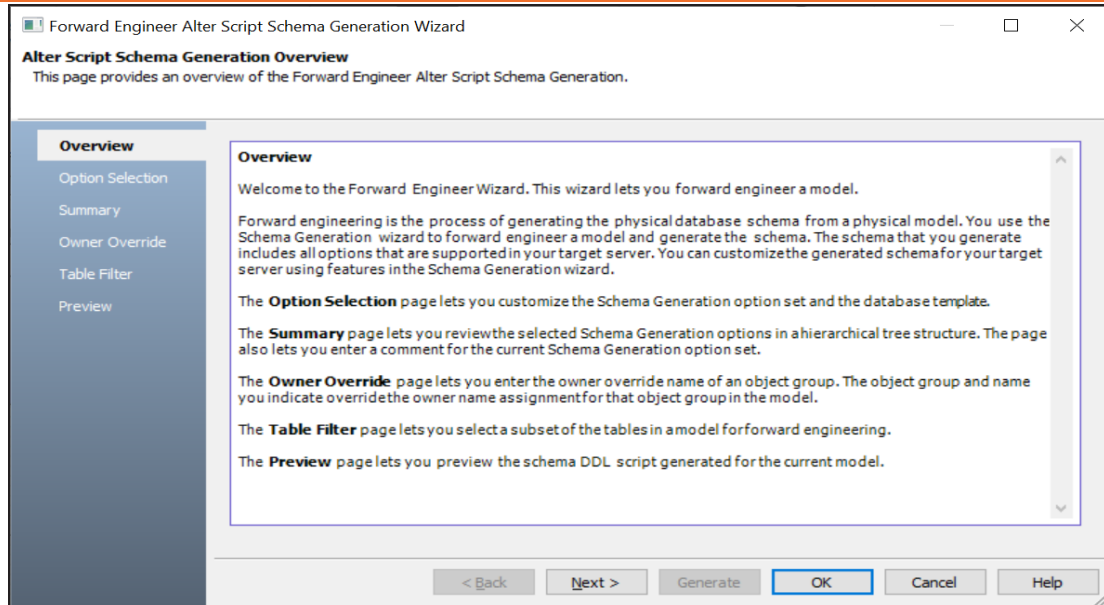 Forward Engineer Alter Script Schema Generation Wizard
Alter Script Schema Generation Overview
This page provides an overview of the Forward Engineer Alter Script Schema Generation.
Overview
Option Selection
Summary
Owner Override
Table Filter
Preview
Overview
Welcome to the Forward Engineer Wizard. This wizard lets you forward engineer a model.
Forward engineering is the process of generating the physical database schema from a physical model. You use the
Schema Generation wizard to forward engineer a model and generate the schema. The schema that you generate
includes all options that are supported in your target server. You can customize the generated schema for your target
server using features in the Schema Generation wizard.
The Option Selection page lets you customize the Schema Generation option set and the database template.
The Summary page lets you review the selected Schema Generation options in a hierarchical tree structure. The page
also lets you enter a comment for the current Schema Generation option set.
The Owner Override page lets you enter the owner override name of an object group. The object group and name
you indicate override the owner name assignment for that object group in the model.
The Table Filter page lets you select a subset of the tables in a model for forward engineering.
The Preview page lets you preview the schema DDL script generated for the current model.
< Back Next > Generate OK Cancel Help